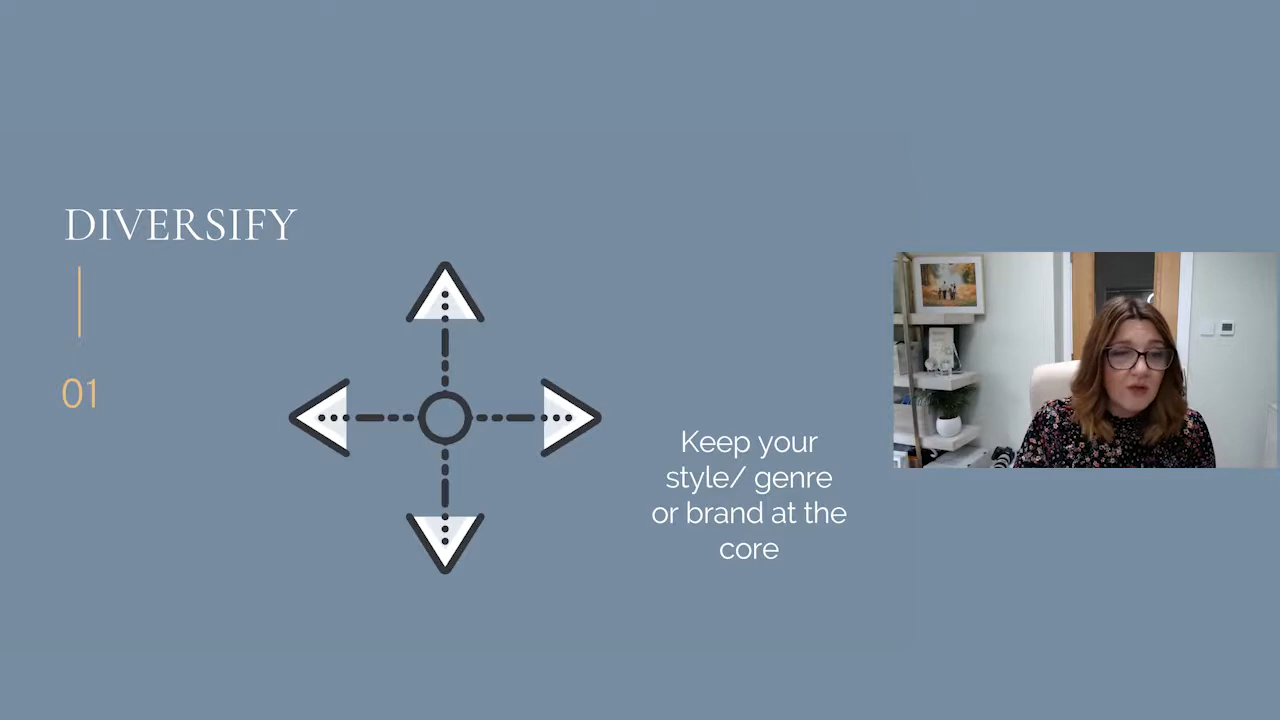 DIVERSIFY
01
Keep your
style/ genre
or brand at the
core